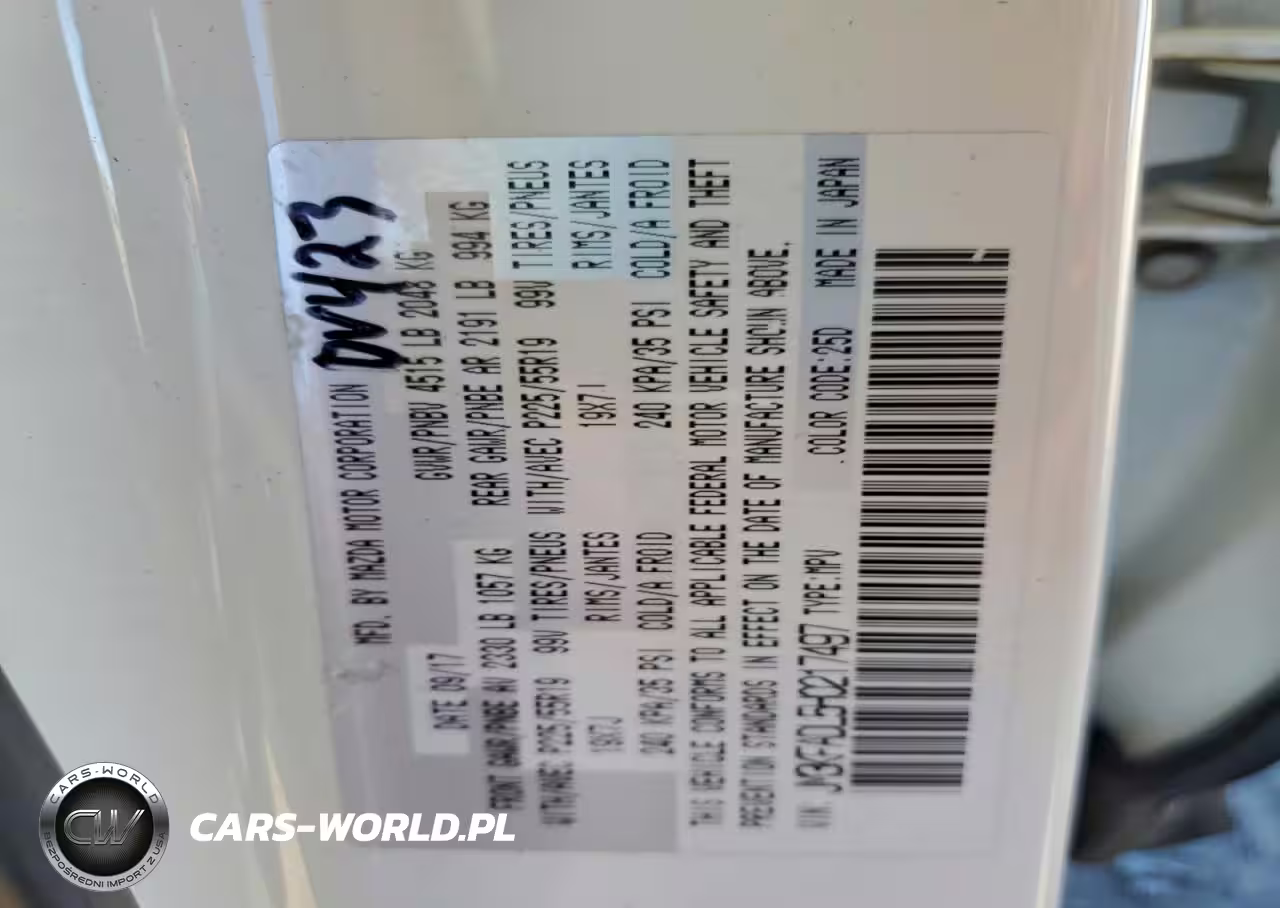 DVY23
MFD. BY MAZDA MOTOR CORPORATION
DATE 09/17 GVWR/PNBV 4515 LB 2048 KG
FRONT GAWR/PNBE AV 2330 LB 1057 KG REAR GAWR/PNBE AR 2191 LB 994 KG
WITH/AVEC P225/55R19 99V TIRES/PNEUS WITH/AVEC P225/55R19 99V TIRES/PNEUS
19X7J RIMS/JANTES 19X7J RIMS/JANTES
240 KPA/35 PSI COLD/A FROID 240 KPA/35 PSI COLD/A FROID
THIS VEHICLE CONFORMS TO ALL APPLICABLE FEDERAL MOTOR VEHICLE SAFETY AND THEFT
PREVENTION STANDARDS IN EFFECT ON THE DATE OF MANUFACTURE SHOWN ABOVE.
VIN: TYPE:MPV COLOR CODE:25D MADE IN JAPAN
CARS-WORLD
CW
BEZPOŚREDNI IMPORT Z USA
CARS-WORLD.PL